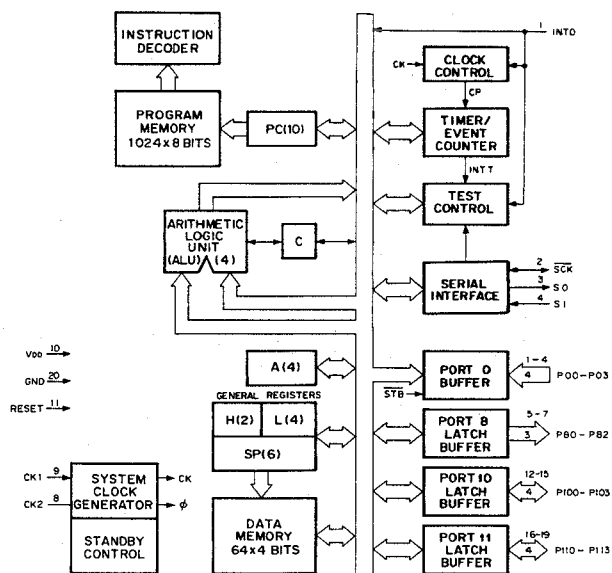 INSTRUCTION
DECODER
PROGRAM
MEMORY
1024x8 BITS
PC(10)
1
INTO
CK
CLOCK
CONTROL
CP
TIMER/
EVENT
COUNTER
INTT
TEST
CONTROL
ARITHMETIC
LOGIC
UNIT
(ALU) (4)
C
SERIAL
INTERFACE
2
SCK
3
SO
4
SI
VDD 10
GND 20
RESET 11
A(4)
GENERAL REGISTERS
H(2)
L(4)
SP(6)
DATA
MEMORY
64x4 BITS
CK1 9
CK2 8
SYSTEM
CLOCK
GENERATOR
CK
φ
STANDBY
CONTROL
PORT 0
BUFFER
STB
1-4
4
P00-P03
PORT 8
LATCH
BUFFER
5-7
3
P80-P82
PORT 10
LATCH
BUFFER
12-15
4
P100-P103
PORT 11
LATCH
BUFFER
16-19
4
P110-P113